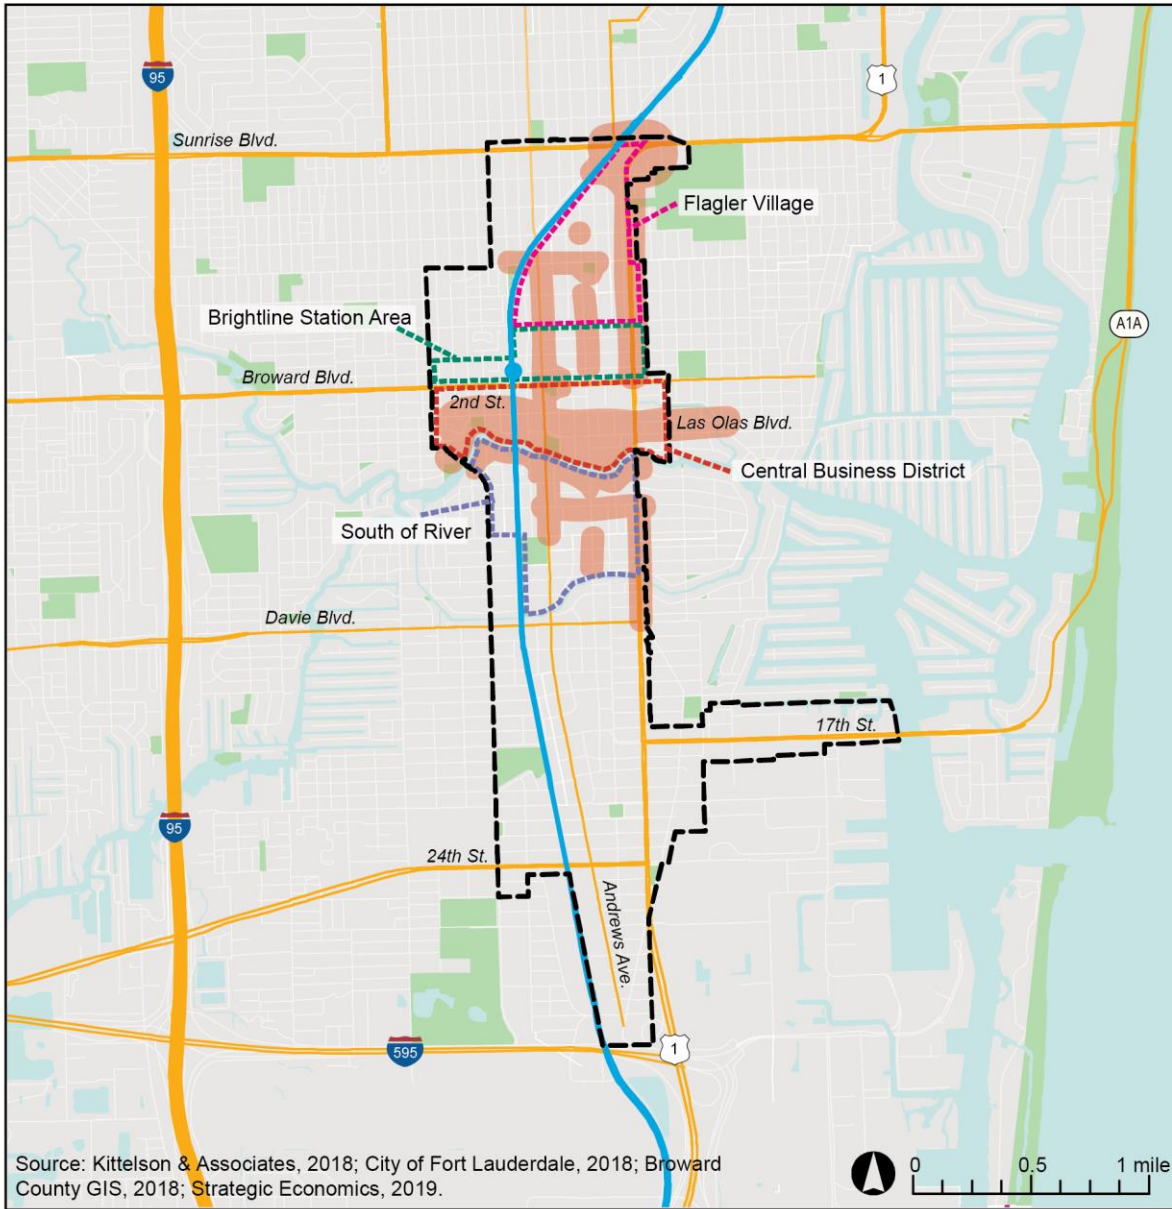 95
1
Sunrise Blvd.
Flagler Village
Brightline Station Area
A1A
Broward Blvd.
2nd St.
Las Olas Blvd.
Central Business District
South of River
Davie Blvd.
17th St.
95
24th St.
Andrews Ave.
595
1
Source: Kittelson & Associates, 2018; City of Fort Lauderdale, 2018; Broward
County GIS, 2018; Strategic Economics, 2019.
0 0.5 1 mile